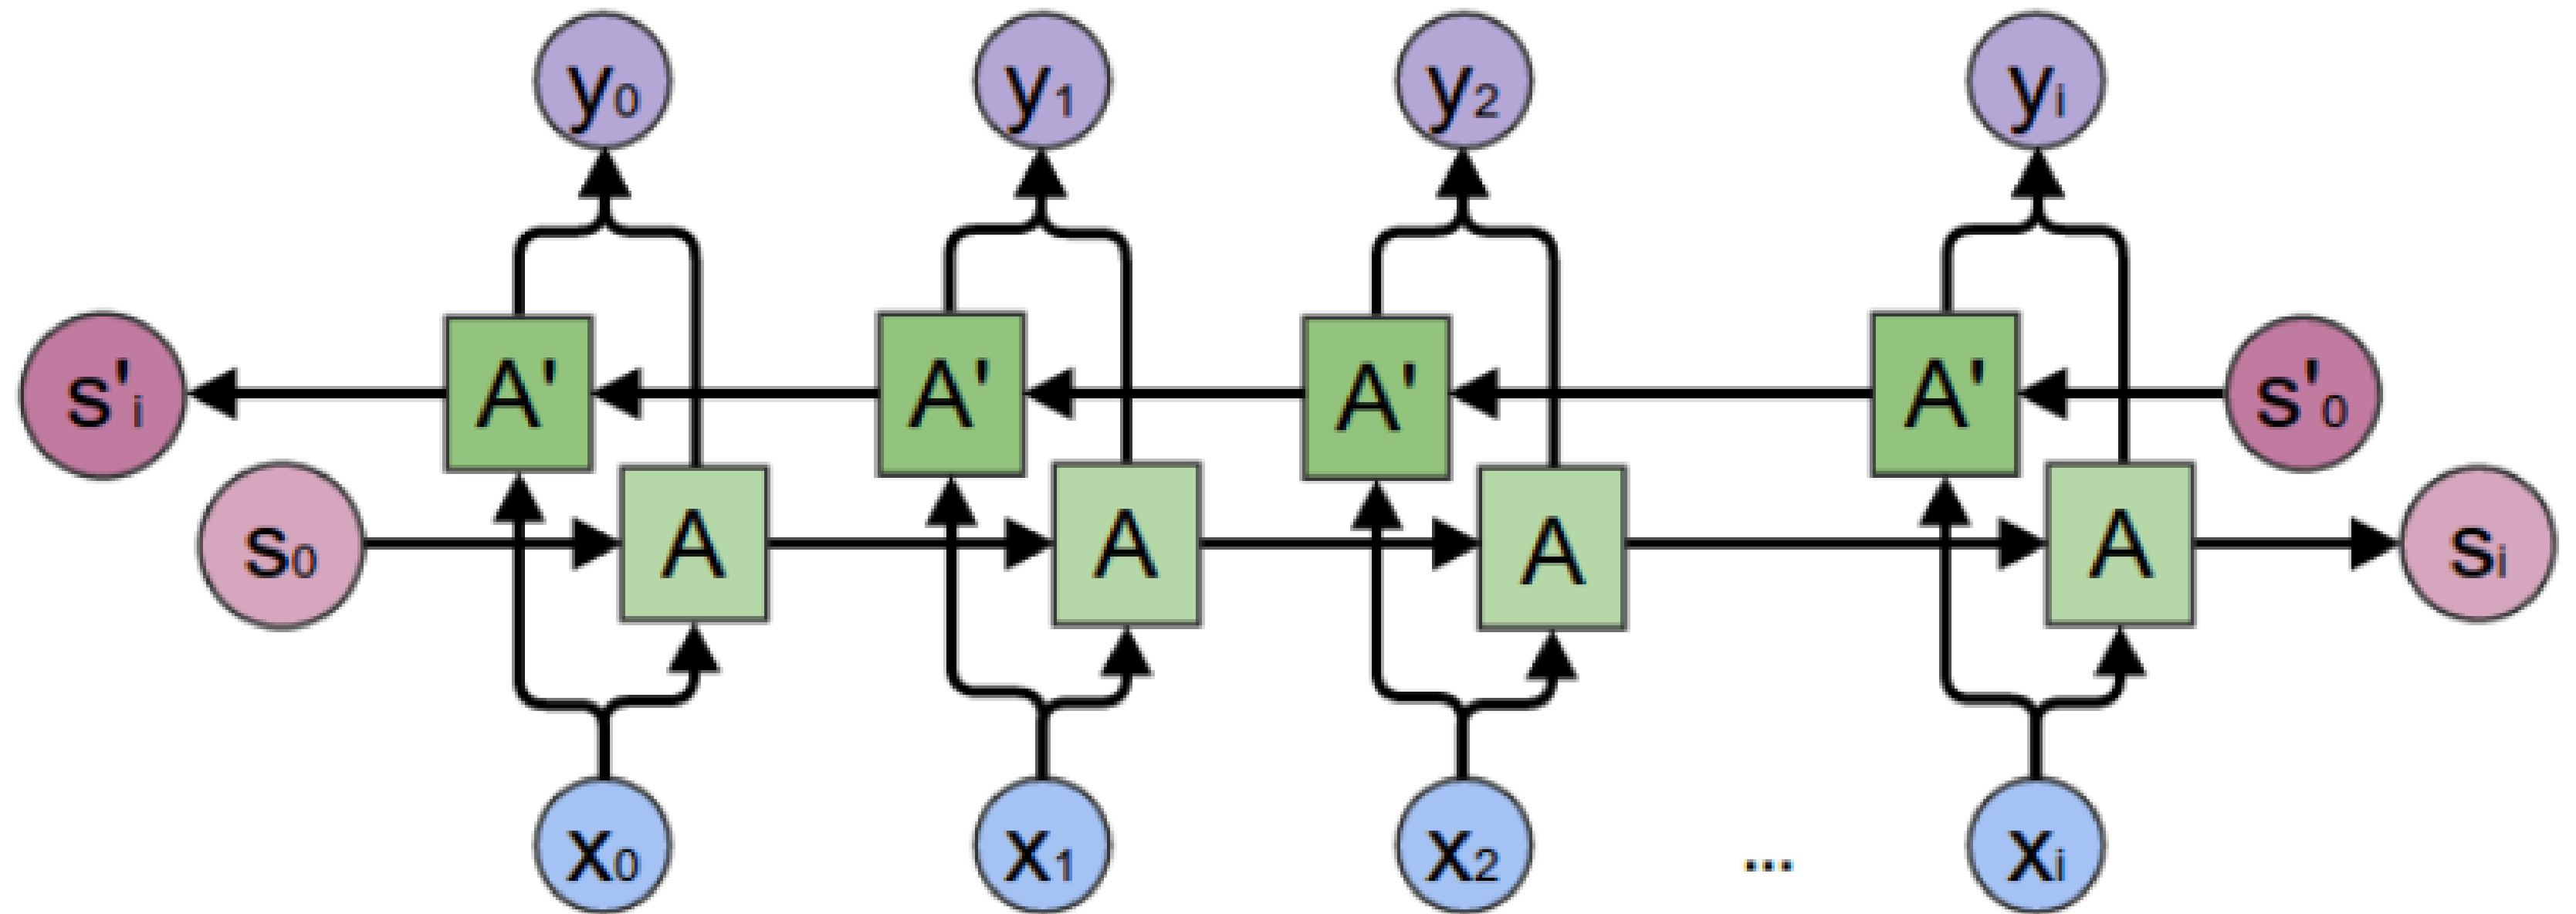 y0 y1 y2 yi
s'i A' A' A' A' s'0
s0 A A A A si
x0 x1 x2 ... xi